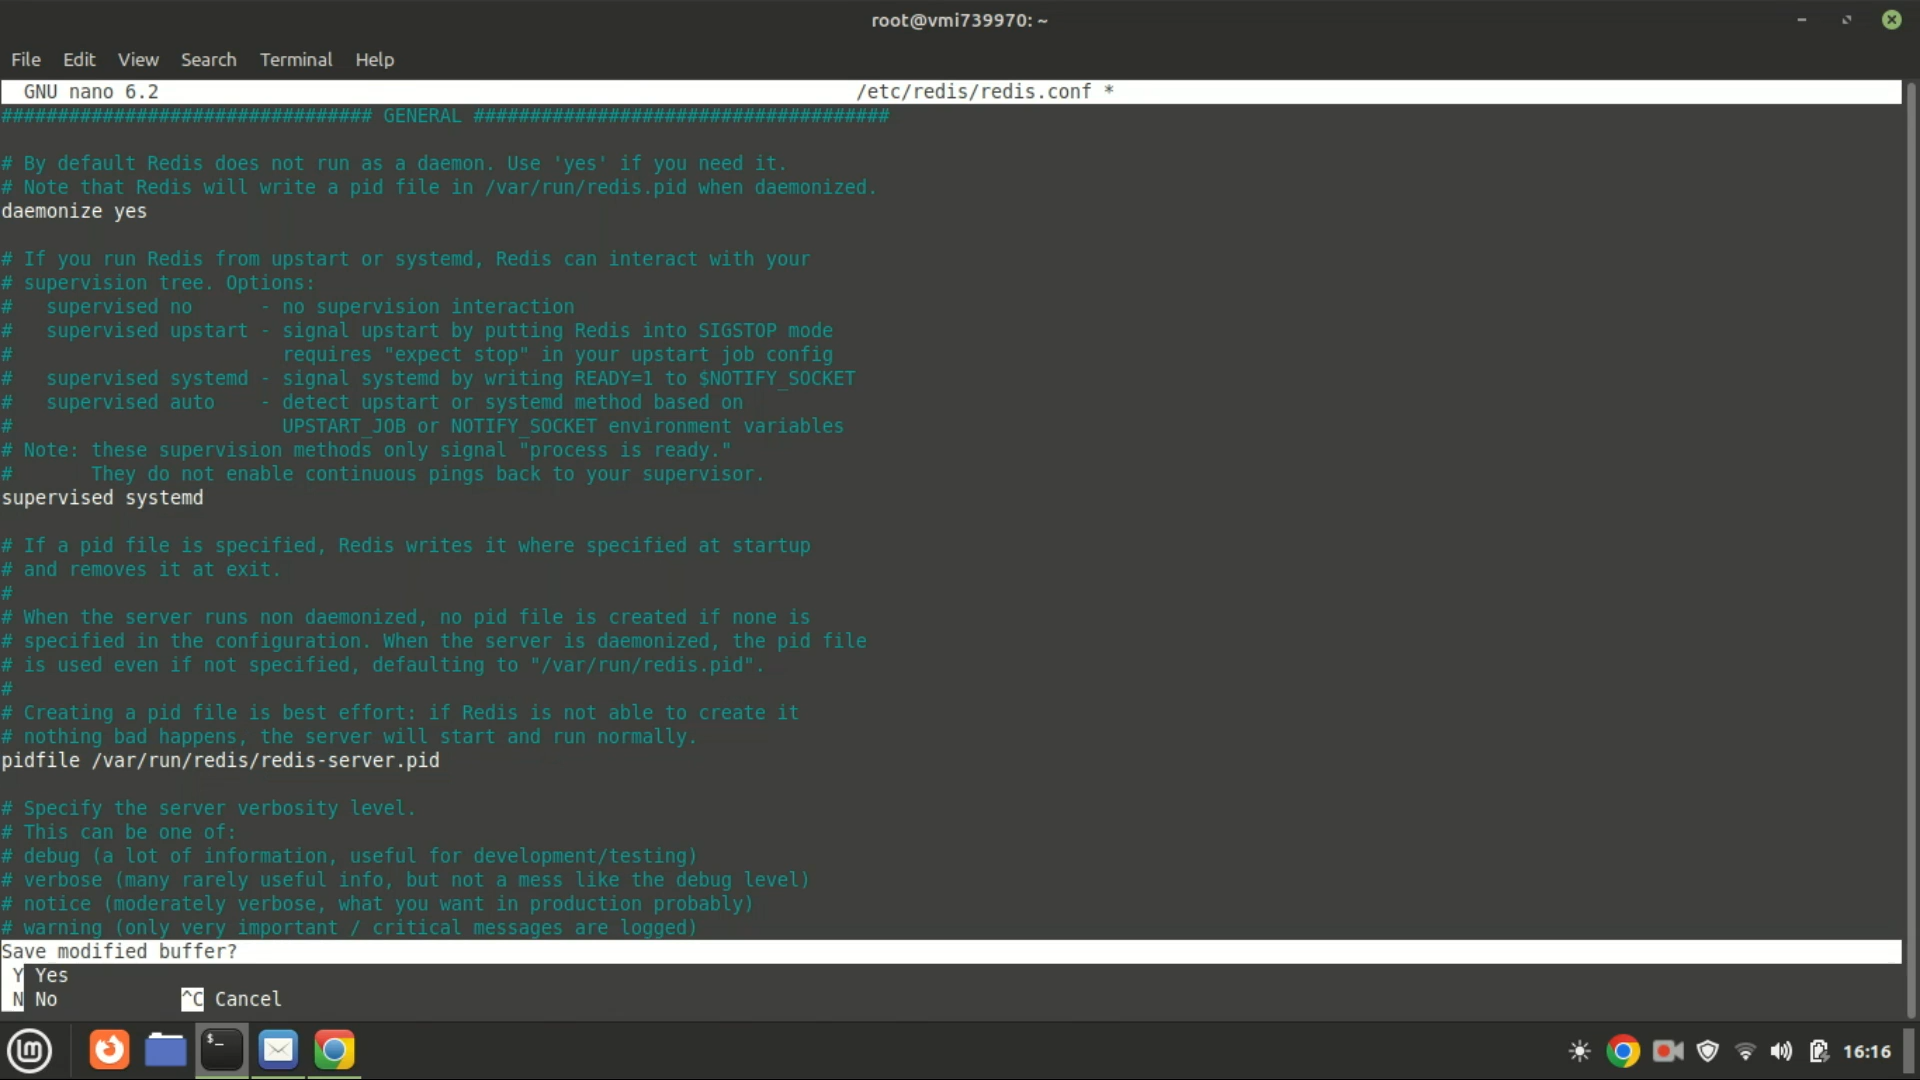 root@vmi739970: ~
File Edit View Search Terminal Help
GNU nano 6.2 /etc/redis/redis.conf *
################################# GENERAL #####################################
# By default Redis does not run as a daemon. Use 'yes' if you need it.
# Note that Redis will write a pid file in /var/run/redis.pid when daemonized.
daemonize yes
# If you run Redis from upstart or systemd, Redis can interact with your
# supervision tree. Options:
#   supervised no      - no supervision interaction
#   supervised upstart - signal upstart by putting Redis into SIGSTOP mode
#                        requires "expect stop" in your upstart job config
#   supervised systemd - signal systemd by writing READY=1 to $NOTIFY_SOCKET
#   supervised auto    - detect upstart or systemd method based on
#                        UPSTART_JOB or NOTIFY_SOCKET environment variables
# Note: these supervision methods only signal "process is ready."
#       They do not enable continuous pings back to your supervisor.
supervised systemd
# If a pid file is specified, Redis writes it where specified at startup
# and removes it at exit.
#
# When the server runs non daemonized, no pid file is created if none is
# specified in the configuration. When the server is daemonized, the pid file
# is used even if not specified, defaulting to "/var/run/redis.pid".
#
# Creating a pid file is best effort: if Redis is not able to create it
# nothing bad happens, the server will start and run normally.
pidfile /var/run/redis/redis-server.pid
# Specify the server verbosity level.
# This can be one of:
# debug (a lot of information, useful for development/testing)
# verbose (many rarely useful info, but not a mess like the debug level)
# notice (moderately verbose, what you want in production probably)
# warning (only very important / critical messages are logged)
Save modified buffer?
Y Yes
N No ^C Cancel
16:16